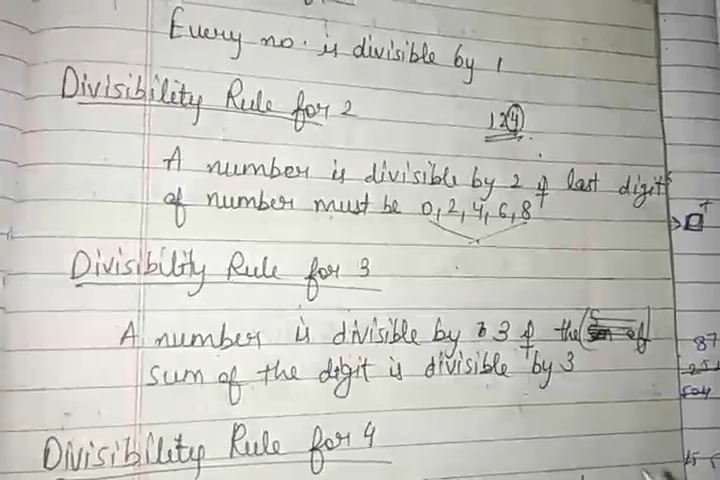 Every no. is divisible by 1
Divisibility Rule for 2
124
A number is divisible by 2 if last digit
of number must be 0, 2, 4, 6, 8
Divisibility Rule for 3
A number is divisible by 3 if the
sum of the digit is divisible by 3
87
504
Divisibility Rule for 4